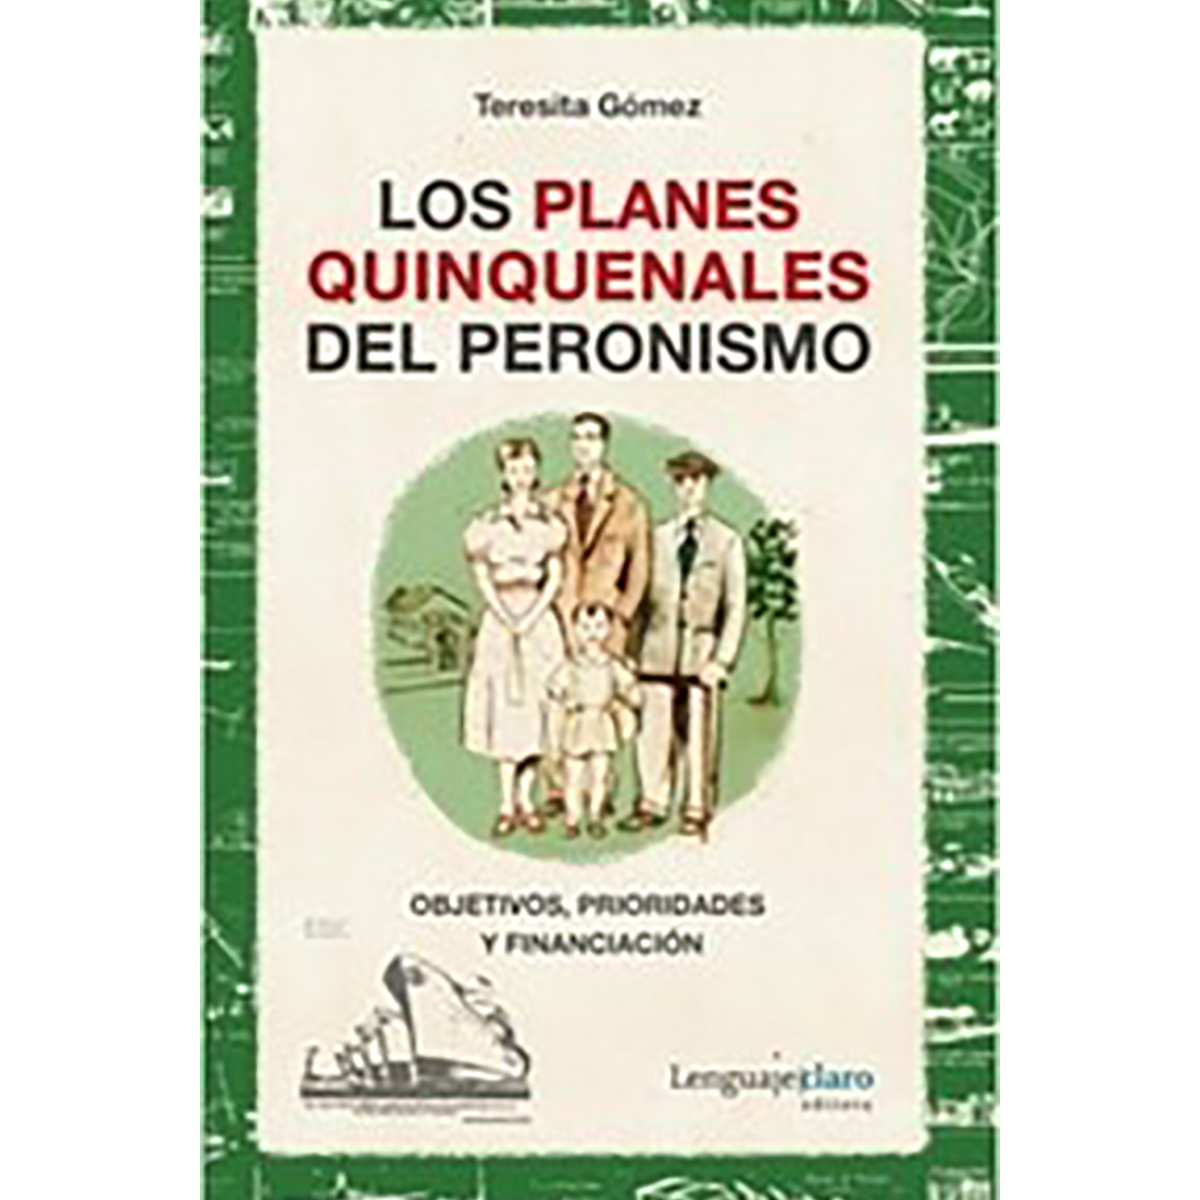 Teresita Gómez
LOS PLANES
QUINQUENALES
DEL PERONISMO
OBJETIVOS, PRIORIDADES
Y FINANCIACIÓN
Lenguajeclaro
editora